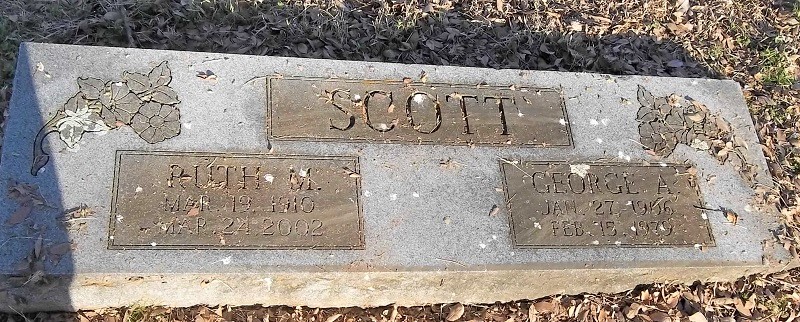 SCOTT
RUTH M.
MAR. 19, 1910
MAR. 24, 2002
GEORGE A.
JAN. 27, 1906
FEB. 15, 1979